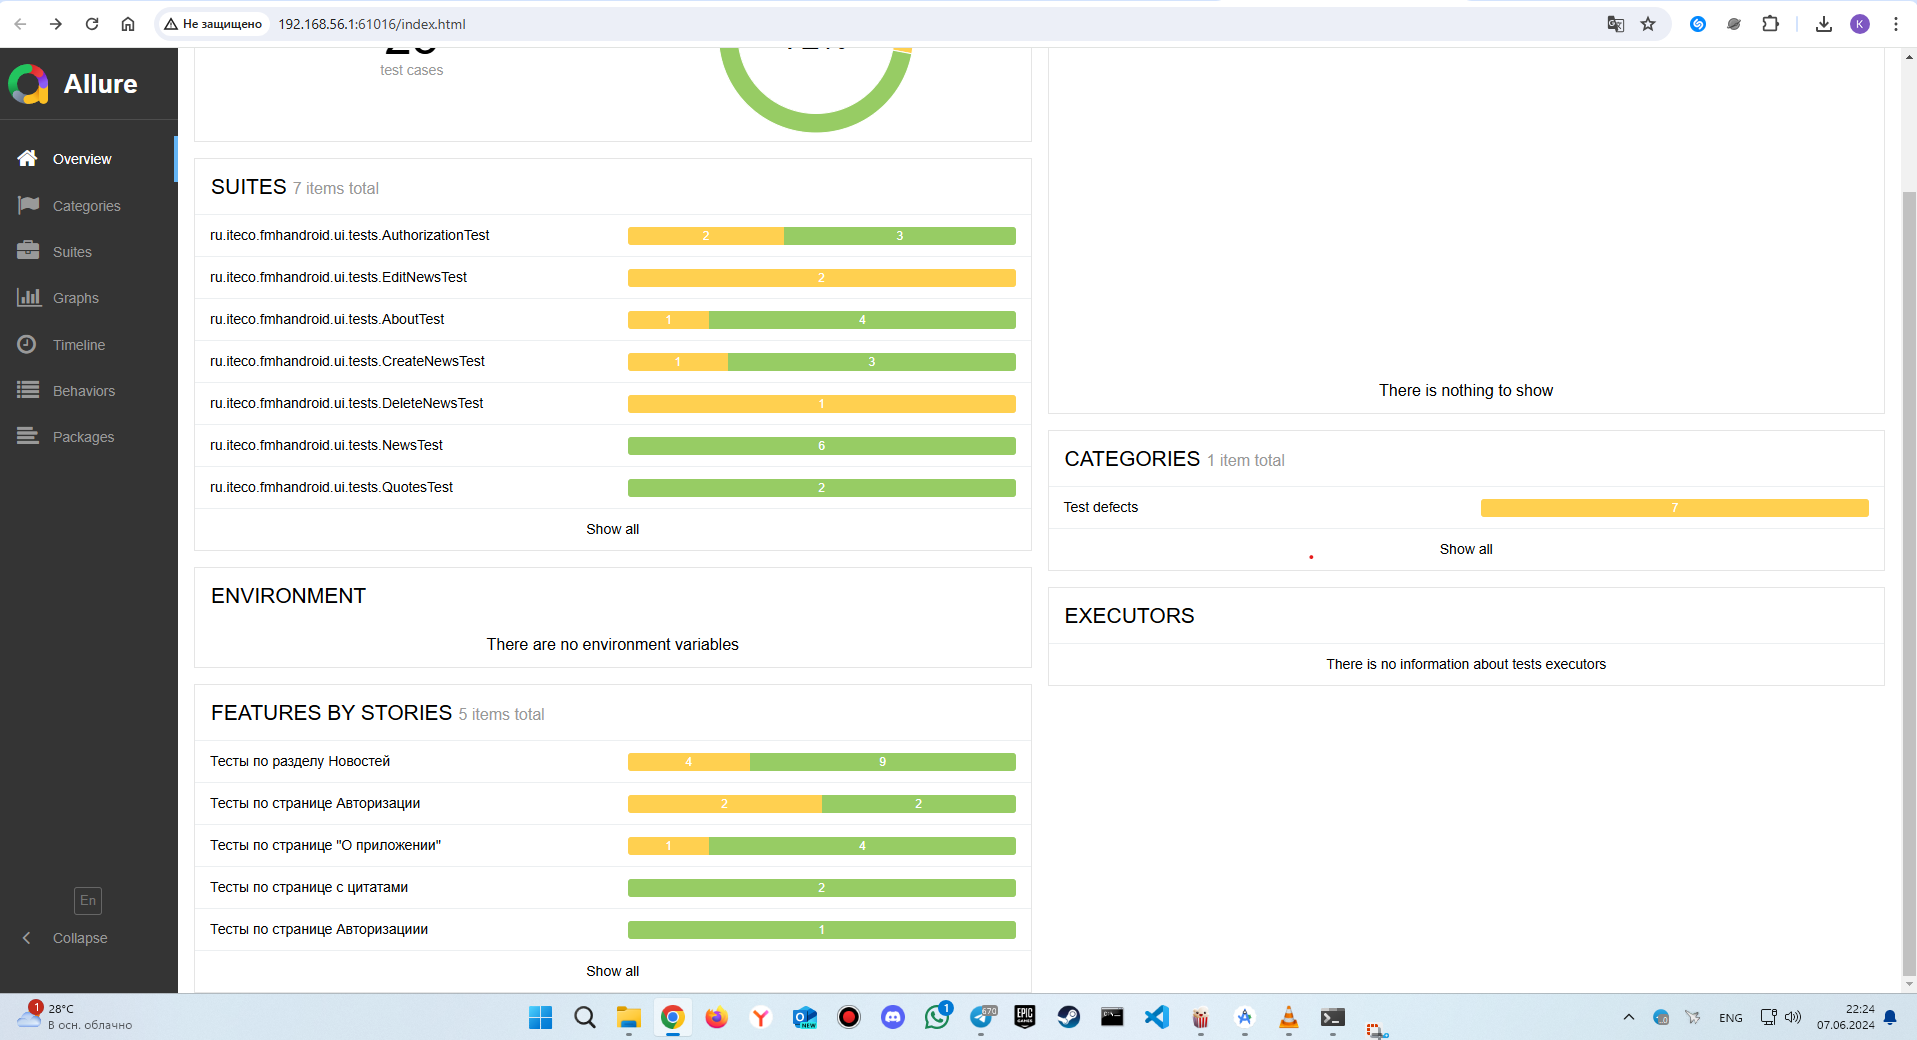 Не защищено
192.168.56.1:61016/index.html
K
Allure
Overview
Categories
Suites
Graphs
Timeline
Behaviors
Packages
En
Collapse
test cases
SUITES 7 items total
ru.iteco.fmhandroid.ui.tests.AuthorizationTest 2 3
ru.iteco.fmhandroid.ui.tests.EditNewsTest 2
ru.iteco.fmhandroid.ui.tests.AboutTest 1 4
ru.iteco.fmhandroid.ui.tests.CreateNewsTest 1 3
ru.iteco.fmhandroid.ui.tests.DeleteNewsTest 1
ru.iteco.fmhandroid.ui.tests.NewsTest 6
ru.iteco.fmhandroid.ui.tests.QuotesTest 2
Show all
ENVIRONMENT
There are no environment variables
FEATURES BY STORIES 5 items total
Тесты по разделу Новостей 4 9
Тесты по странице Авторизации 2 2
Тесты по странице "О приложении" 1 4
Тесты по странице с цитатами 2
Тесты по странице Авторизациии 1
Show all
There is nothing to show
CATEGORIES 1 item total
Test defects 7
Show all
EXECUTORS
There is no information about tests executors
1
28°C
В осн. облачно
NEW
1
670
EPIC
GAMES
ENG
22:24
07.06.2024